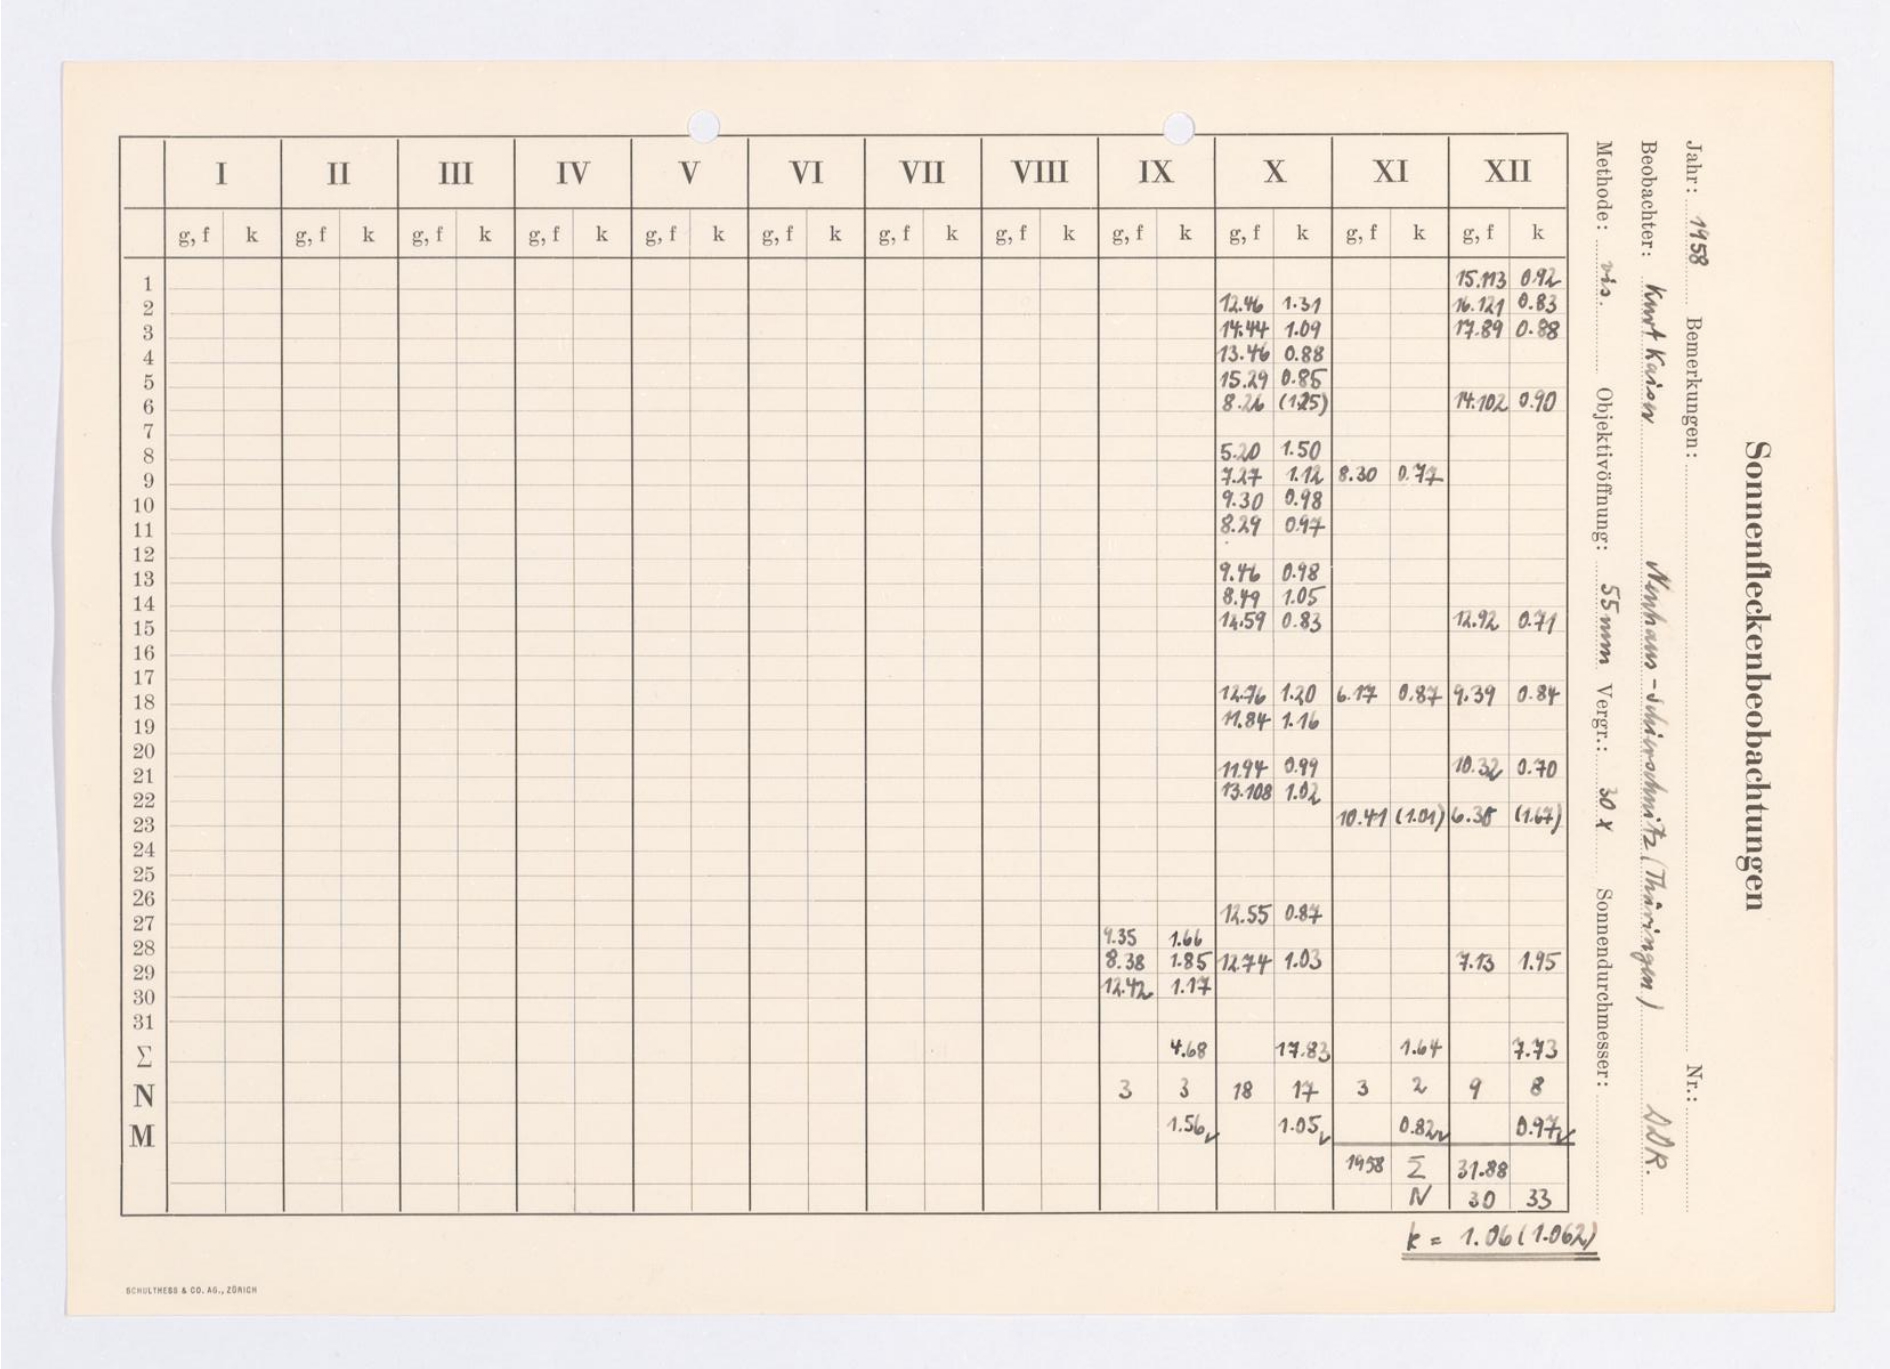 Sonnenfleckenbeobachtungen
Jahr: 1958 Bemerkungen: Nr.:
Beobachter: Kurt Kaiser (Thüringen) DDR.
Methode: vis. Objektivöffnung: 55 mm Vergr.: 30 x Sonnendurchmesser:
I II III IV V VI VII VIII IX X XI XII
g, f k g, f k g, f k g, f k g, f k g, f k g, f k g, f k g, f k g, f k g, f k g, f k
1 15.113 0.92
2 12.46 1.31 16.121 0.83
3 14.44 1.09 17.89 0.88
4 13.46 0.88
5 15.29 0.85
6 8.26 (1.25) 14.102 0.90
7
8 5.20 1.50
9 7.27 1.12 8.30 0.77
10 9.30 0.98
11 8.29 0.97
12
13 9.46 0.98
14 8.49 1.05
15 14.59 0.83 12.92 0.71
16
17
18 12.76 1.20 6.17 0.87 9.39 0.84
19 11.84 1.16
20
21 11.94 0.99 10.32 0.70
22 13.108 1.02
23 10.41 (1.01) 6.38 (1.67)
24
25
26
27 12.55 0.87
28 9.35 1.66
29 8.38 1.85 12.74 1.03 7.13 1.95
30 12.42 1.17
31
Σ 4.68 17.83 1.64 7.73
N 3 3 18 17 3 2 9 8
M 1.56 1.05 0.82 0.97
1958 Σ 31.88
N 30 33
k = 1.06 (1.062)
SCHULTHESS & CO. AG., ZÜRICH